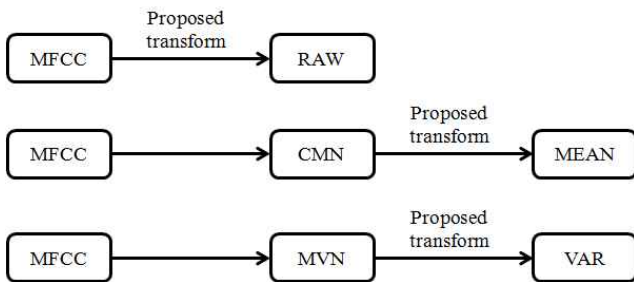 Proposed
transform
MFCC
RAW
Proposed
transform
MFCC
CMN
MEAN
Proposed
transform
MFCC
MVN
VAR